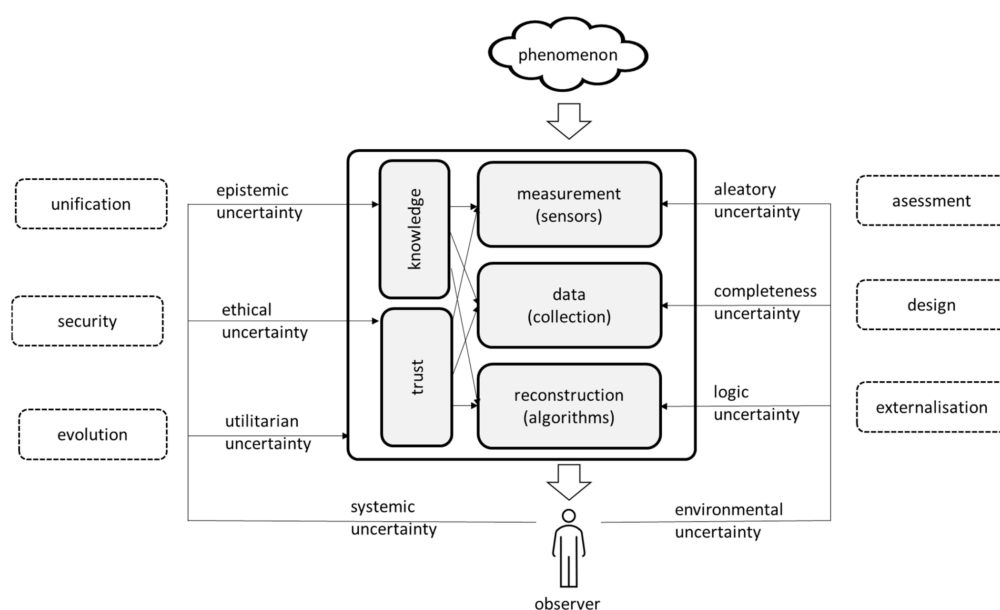 phenomenon
unification
epistemic
uncertainty
knowledge
measurement
(sensors)
aleatory
uncertainty
asessment
security
ethical
uncertainty
trust
data
(collection)
completeness
uncertainty
design
evolution
utilitarian
uncertainty
reconstruction
(algorithms)
logic
uncertainty
externalisation
systemic
uncertainty
environmental
uncertainty
observer